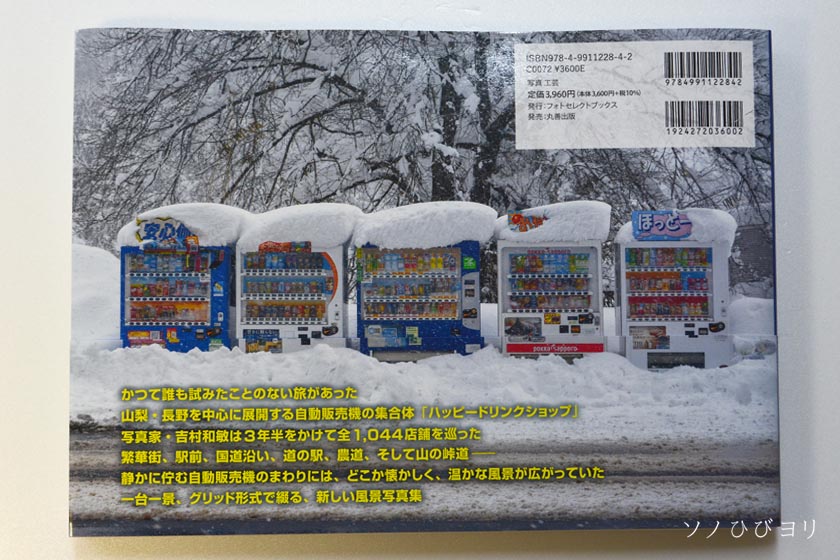 ISBN978-4-9911228-4-2
C0072 ¥3600E
写真 工芸
定価3,960円(本体3,600円+税10%)
発行:フォトセレクトブックス
発売:丸善出版
9784991122842
1924272036002
安心価
ほっとー
pokka sapporo
かつて誰も試みたことのない旅があった
山梨・長野を中心に展開する自動販売機の集合体「ハッピードリンクショップ」
写真家・吉村和敏は3年半をかけて全1,044店舗を巡った
繁華街、駅前、国道沿い、道の駅、農道、そして山の峠道――
静かに佇む自動販売機のまわりには、どこか懐かしく、温かな風景が広がっていた
一台一景、グリッド形式で綴る、新しい風景写真集
ソノひびヨリ